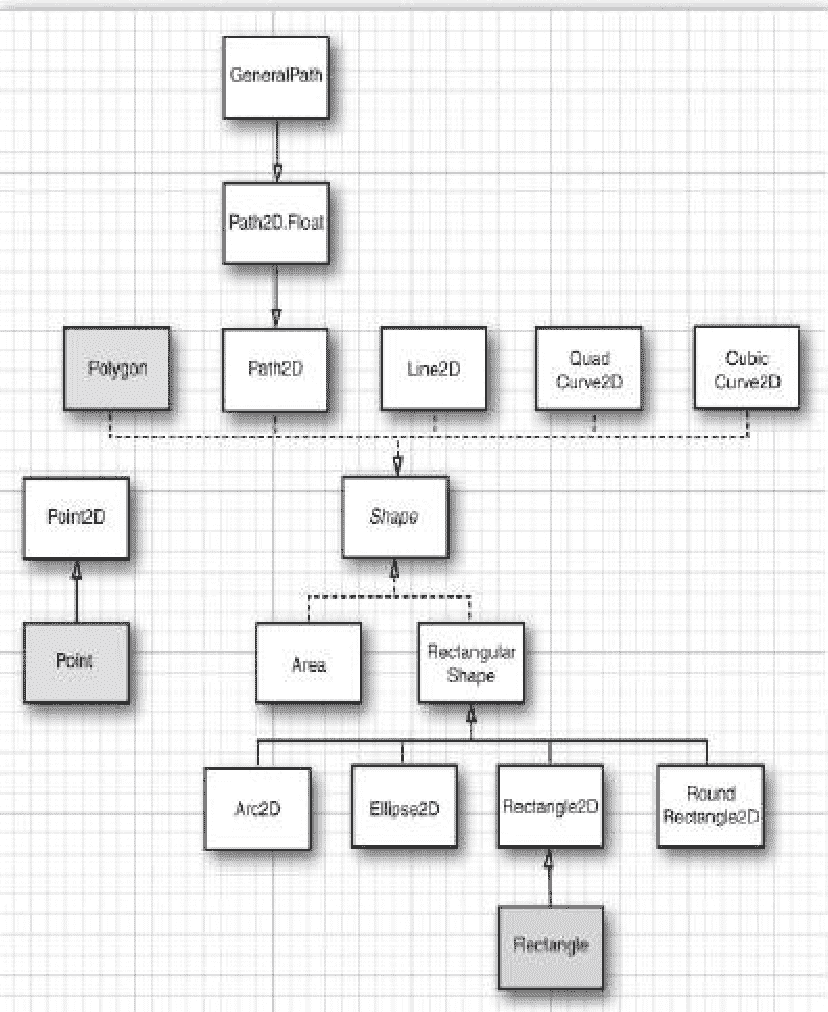 GeneralPath
Path2D.Float
Polygon
Path2D
Line2D
Quad
Curve2D
Cubic
Curve2D
Point2D
Shape
Point
Area
Rectangular
Shape
Arc2D
Ellipse2D
Rectangle2D
Round
Rectangle2D
Rectangle